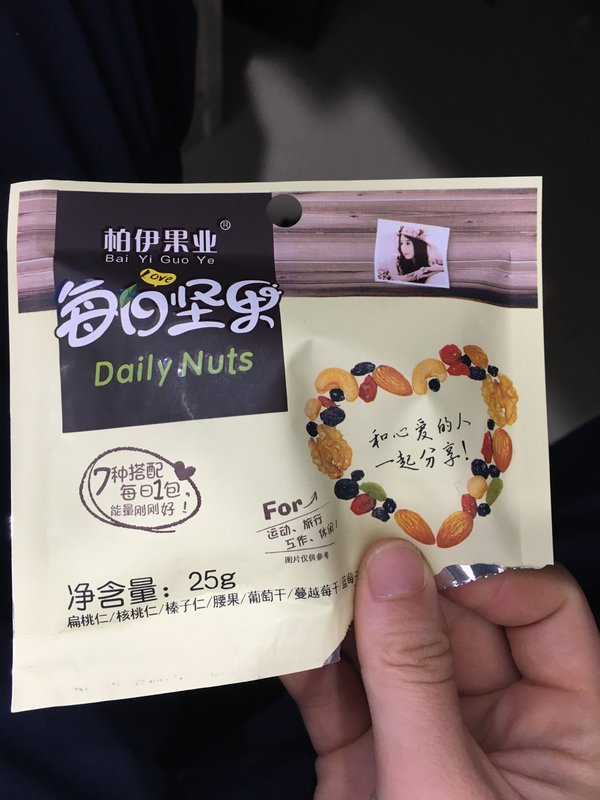 柏伊果业®
Bai Yi Guo Ye
Love
每日坚果
Daily Nuts
和心爱的人
一起分享!
7种搭配
每日1包,
能量刚刚好!
For
运动、旅行
工作、休闲!
图片仅供参考
净含量: 25g
扁桃仁/核桃仁/榛子仁/腰果/葡萄干/蔓越莓干/蓝莓